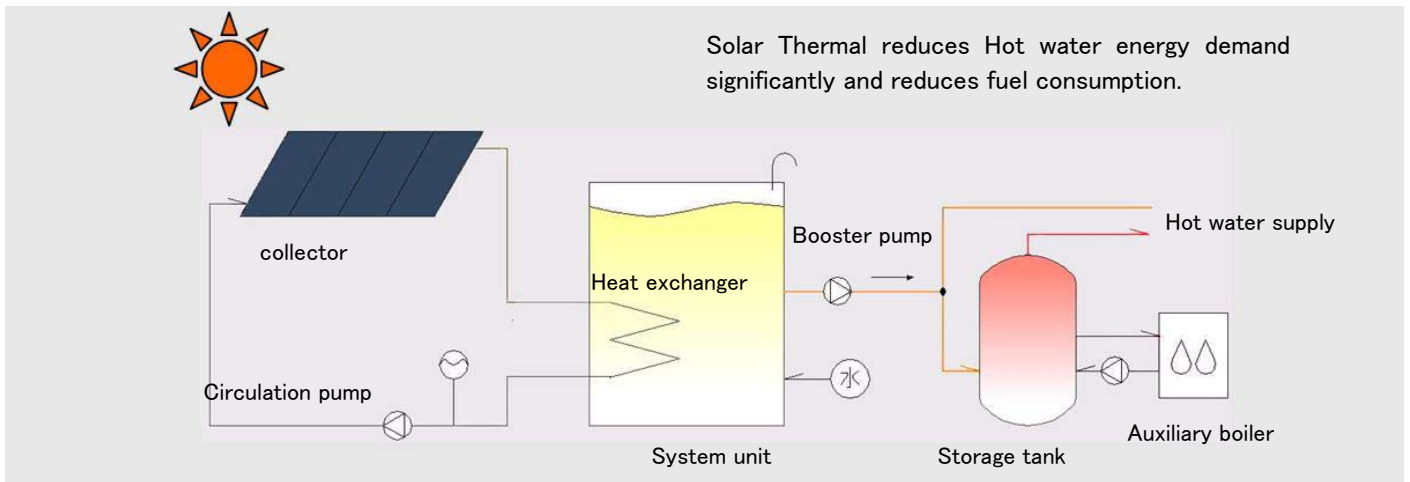 Solar Thermal reduces Hot water energy demand
significantly and reduces fuel consumption.
collector
Booster pump
Hot water supply
Heat exchanger
Circulation pump
水
Auxiliary boiler
System unit
Storage tank